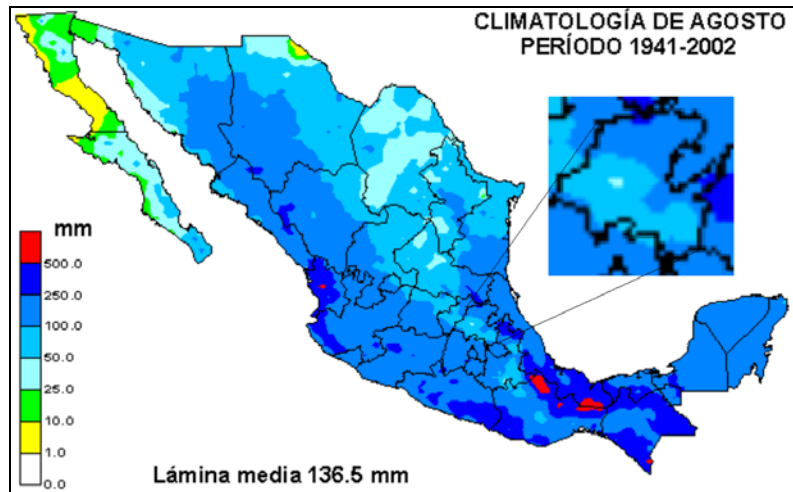 CLIMATOLOGÍA DE AGOSTO
PERÍODO 1941-2002
mm
500.0
250.0
100.0
50.0
25.0
10.0
1.0
0.0
Lámina media 136.5 mm